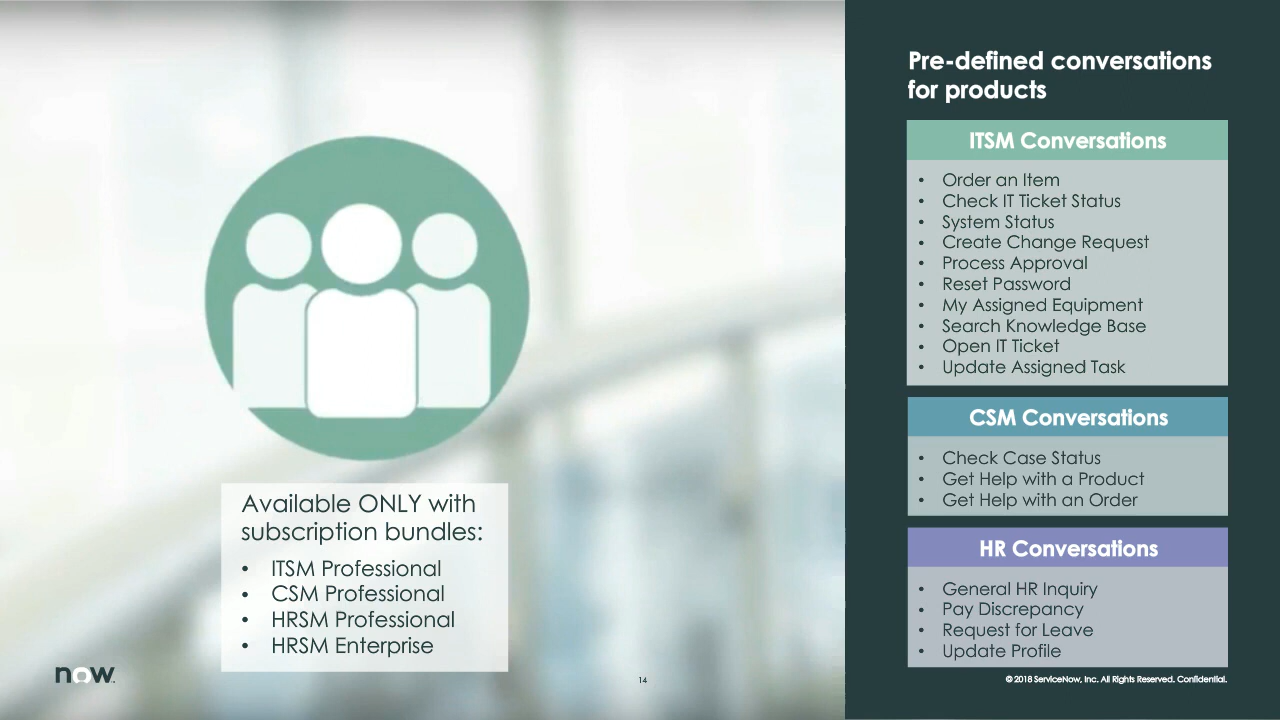 Pre-defined conversations
for products
ITSM Conversations
• Order an Item
• Check IT Ticket Status
• System Status
• Create Change Request
• Process Approval
• Reset Password
• My Assigned Equipment
• Search Knowledge Base
• Open IT Ticket
• Update Assigned Task
CSM Conversations
• Check Case Status
• Get Help with a Product
• Get Help with an Order
HR Conversations
• General HR Inquiry
• Pay Discrepancy
• Request for Leave
• Update Profile
Available ONLY with
subscription bundles:
• ITSM Professional
• CSM Professional
• HRSM Professional
• HRSM Enterprise
now.
14
© 2018 ServiceNow, Inc. All Rights Reserved. Confidential.